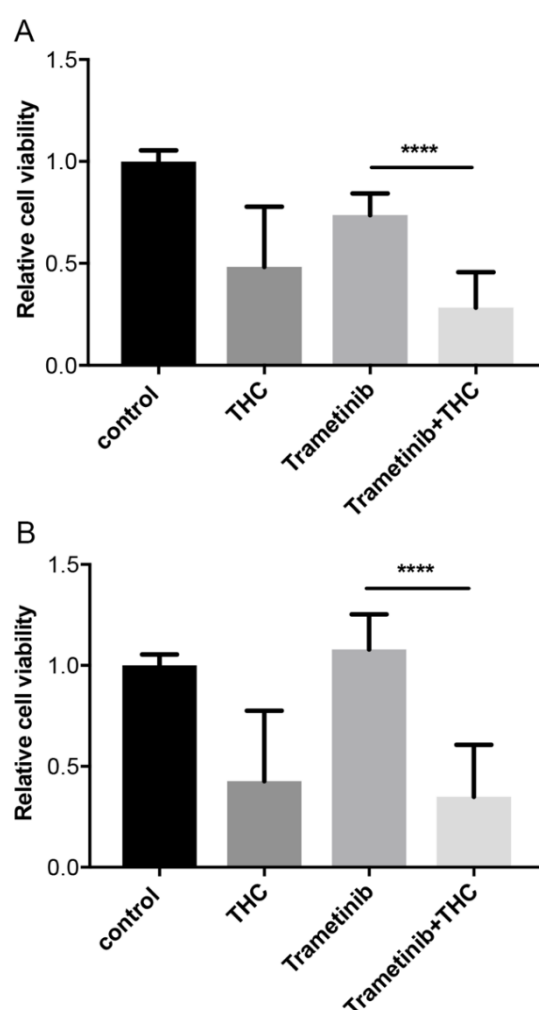 A
Relative cell viability
1.5
1.0
0.5
0.0
****
control
THC
Trametinib
Trametinib+THC
B
Relative cell viability
1.5
1.0
0.5
0.0
****
control
THC
Trametinib
Trametinib+THC